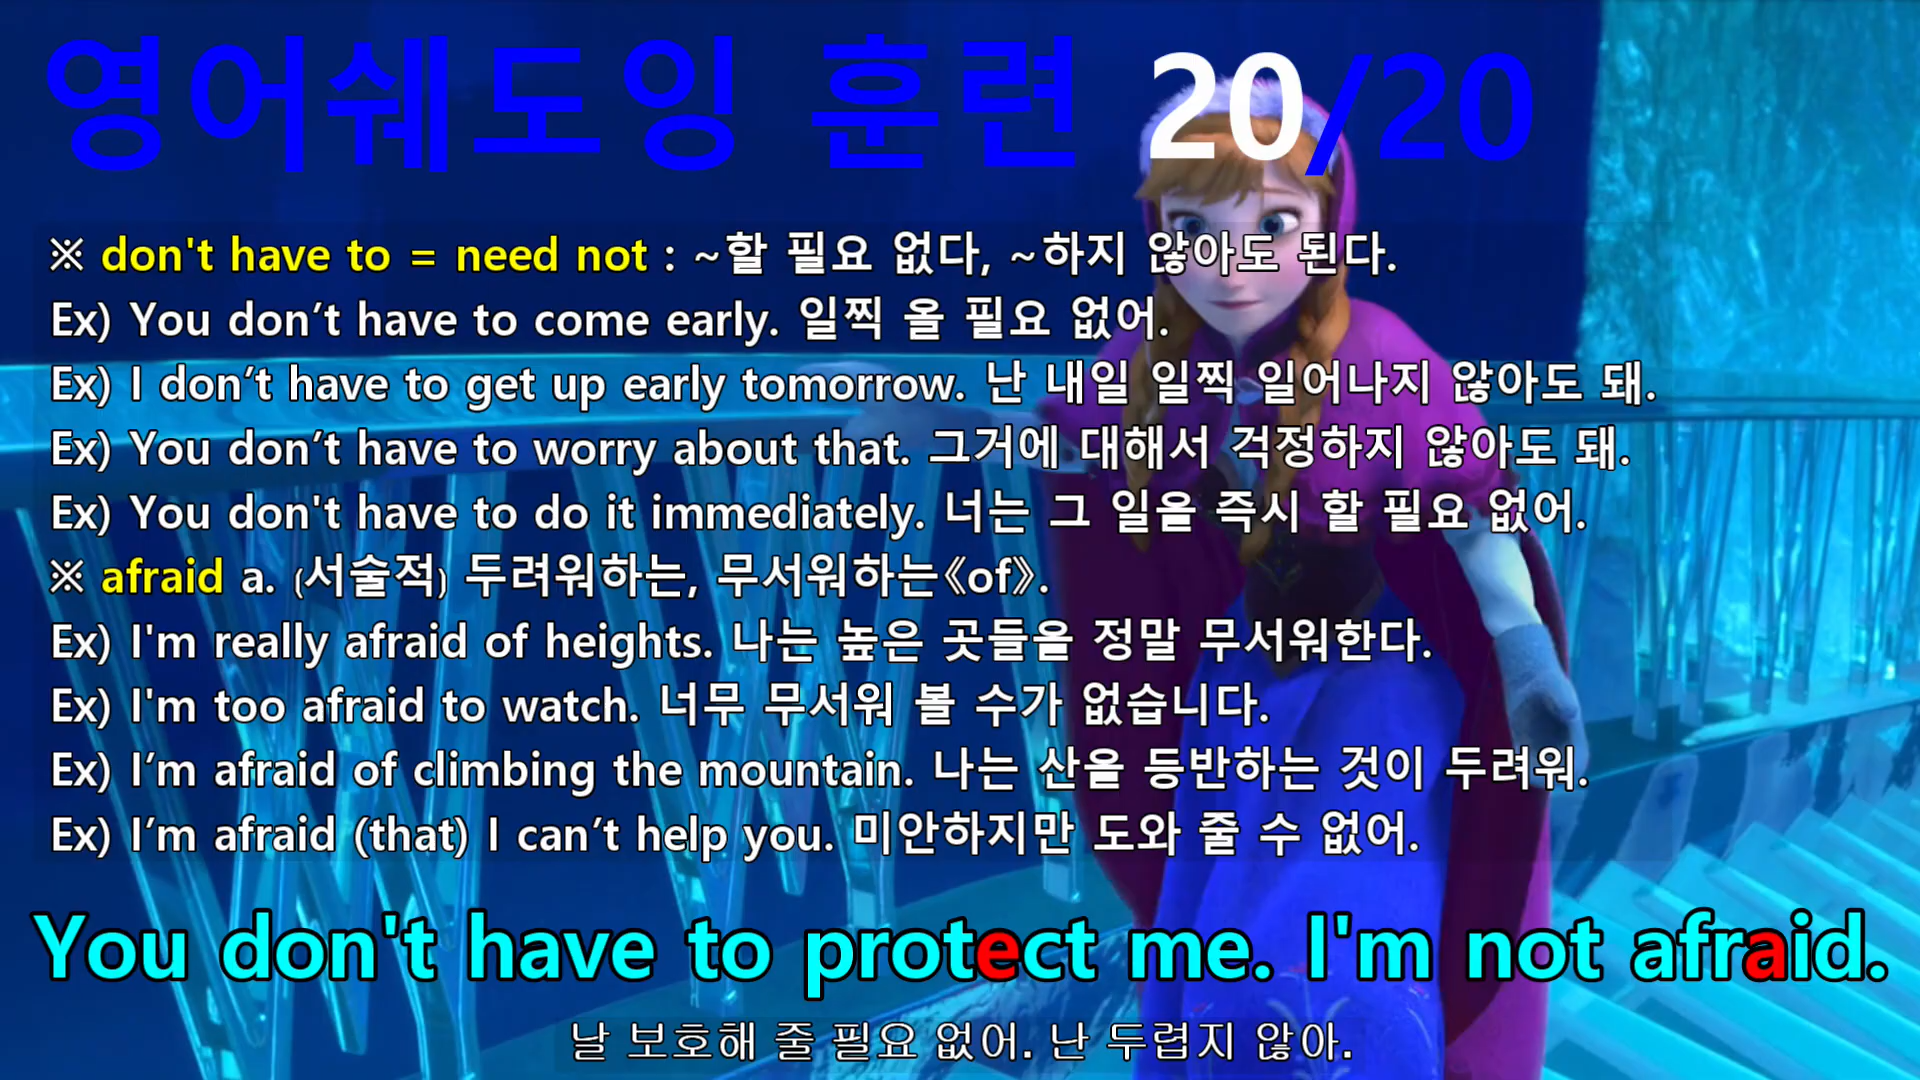 영어쉐도잉 훈련 20/20
※ don't have to = need not : ~할 필요 없다, ~하지 않아도 된다.
Ex) You don’t have to come early. 일찍 올 필요 없어.
Ex) I don’t have to get up early tomorrow. 난 내일 일찍 일어나지 않아도 돼.
Ex) You don’t have to worry about that. 그거에 대해서 걱정하지 않아도 돼.
Ex) You don't have to do it immediately. 너는 그 일을 즉시 할 필요 없어.
※ afraid a. (서술적) 두려워하는, 무서워하는《of》.
Ex) I'm really afraid of heights. 나는 높은 곳들을 정말 무서워한다.
Ex) I'm too afraid to watch. 너무 무서워 볼 수가 없습니다.
Ex) I’m afraid of climbing the mountain. 나는 산을 등반하는 것이 두려워.
Ex) I’m afraid (that) I can’t help you. 미안하지만 도와 줄 수 없어.
You don't have to protect me. I'm not afraid.
날 보호해 줄 필요 없어. 난 두렵지 않아.